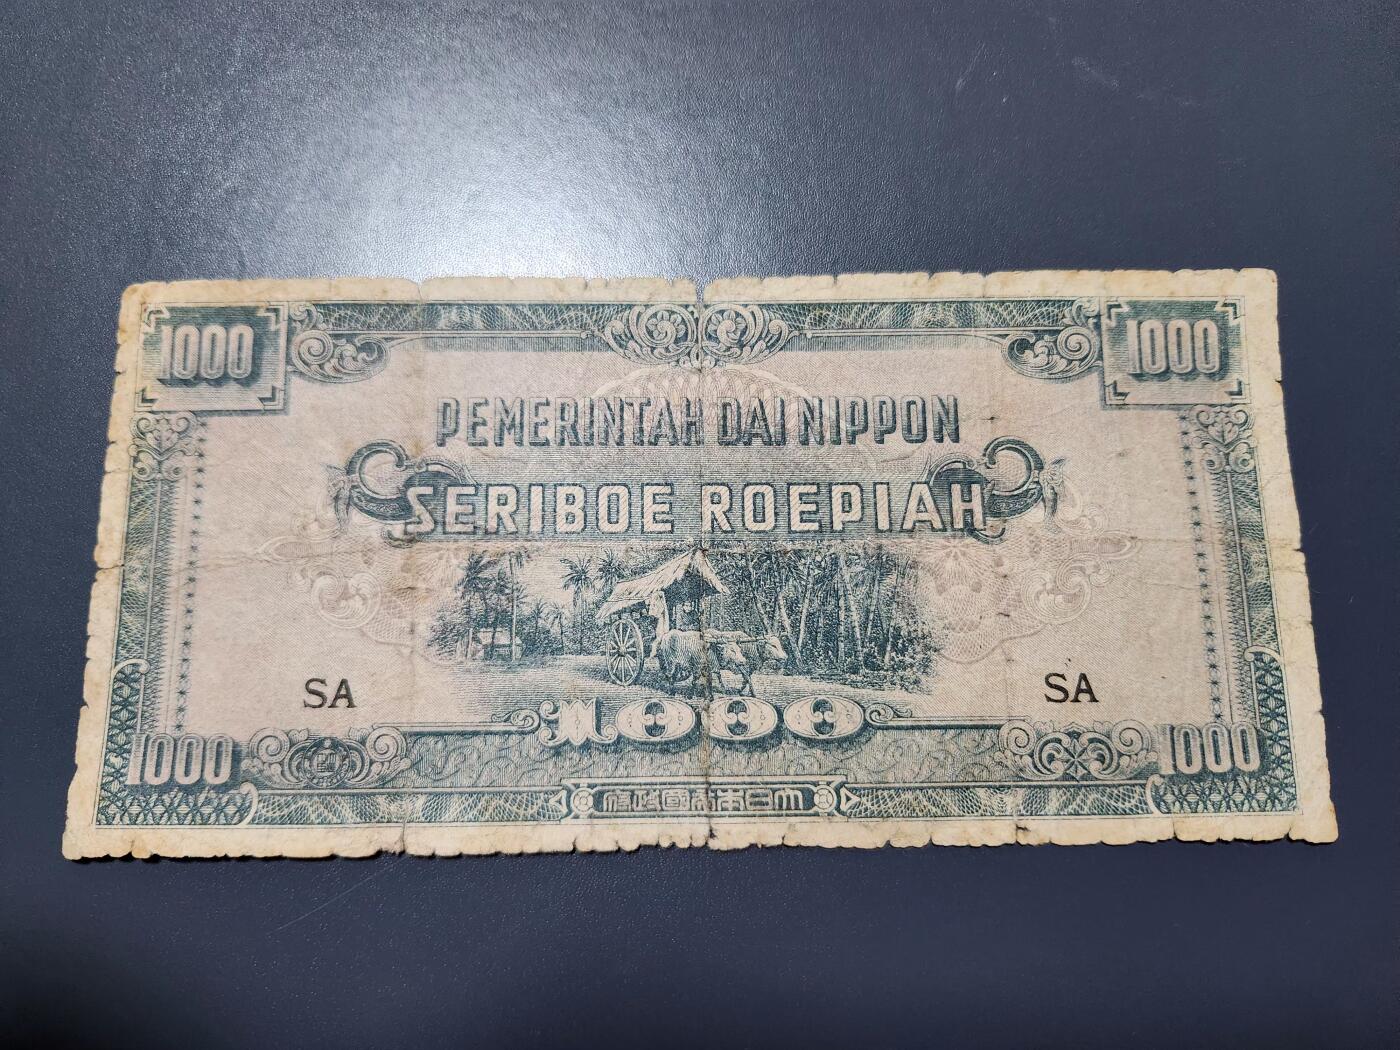 1000 1000
PEMERINTAH DAI NIPPON
SERIBOE ROEPIAH
SA SA
1000
1000 1000
府政國帝本日大